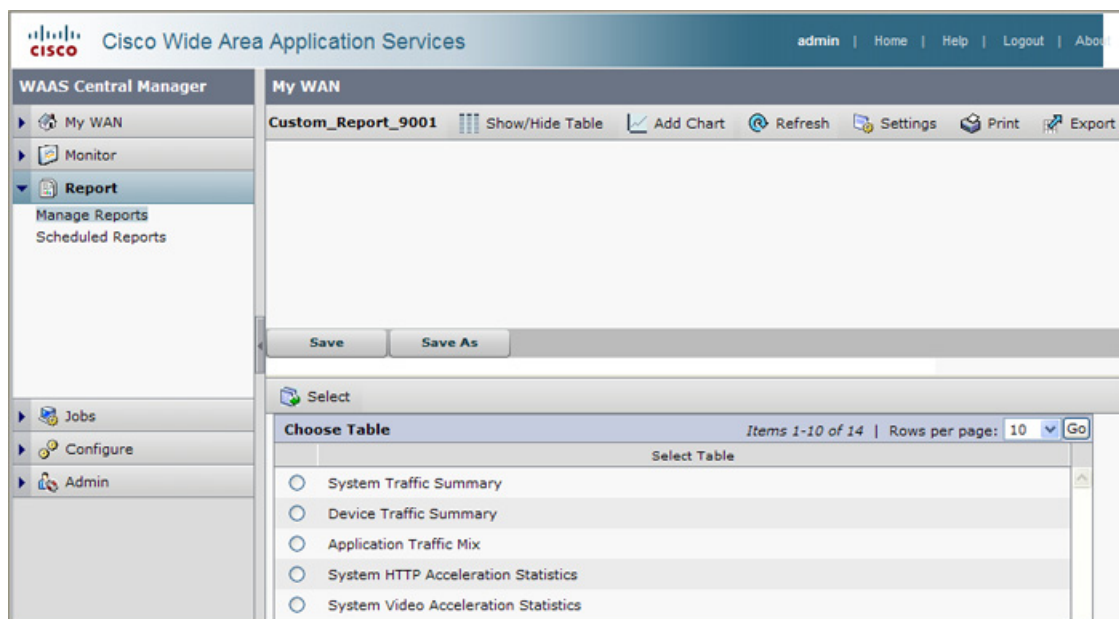 CISCO Cisco Wide Area Application Services
admin | Home | Help | Logout | About
WAAS Central Manager
My WAN
Monitor
Report
Manage Reports
Scheduled Reports
Jobs
Configure
Admin
My WAN
Custom_Report_9001 Show/Hide Table Add Chart Refresh Settings Print Export
Save Save As
Select
Choose Table Items 1-10 of 14 | Rows per page: 10 Go
Select Table
System Traffic Summary
Device Traffic Summary
Application Traffic Mix
System HTTP Acceleration Statistics
System Video Acceleration Statistics